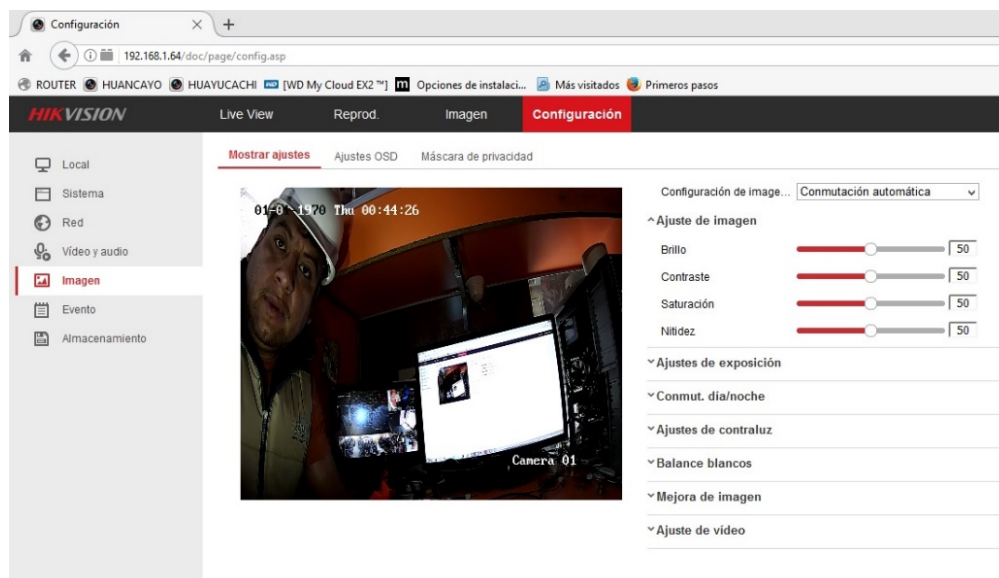 Configuración
192.168.1.64/doc/page/config.asp
ROUTER HUANCAYO HUAYUCACHI [WD My Cloud EX2 ™] Opciones de instalaci... Más visitados Primeros pasos
HIKVISION Live View Reprod. Imagen Configuración
Local
Sistema
Red
Vídeo y audio
Imagen
Evento
Almacenamiento
Mostrar ajustes Ajustes OSD Máscara de privacidad
1970 Thu 00:44:26
Camera 01
Configuración de image... Conmutación automática
Ajuste de imagen
Brillo 50
Contraste 50
Saturación 50
Nitidez 50
Ajustes de exposición
Conmut. día/noche
Ajustes de contraluz
Balance blancos
Mejora de imagen
Ajuste de vídeo